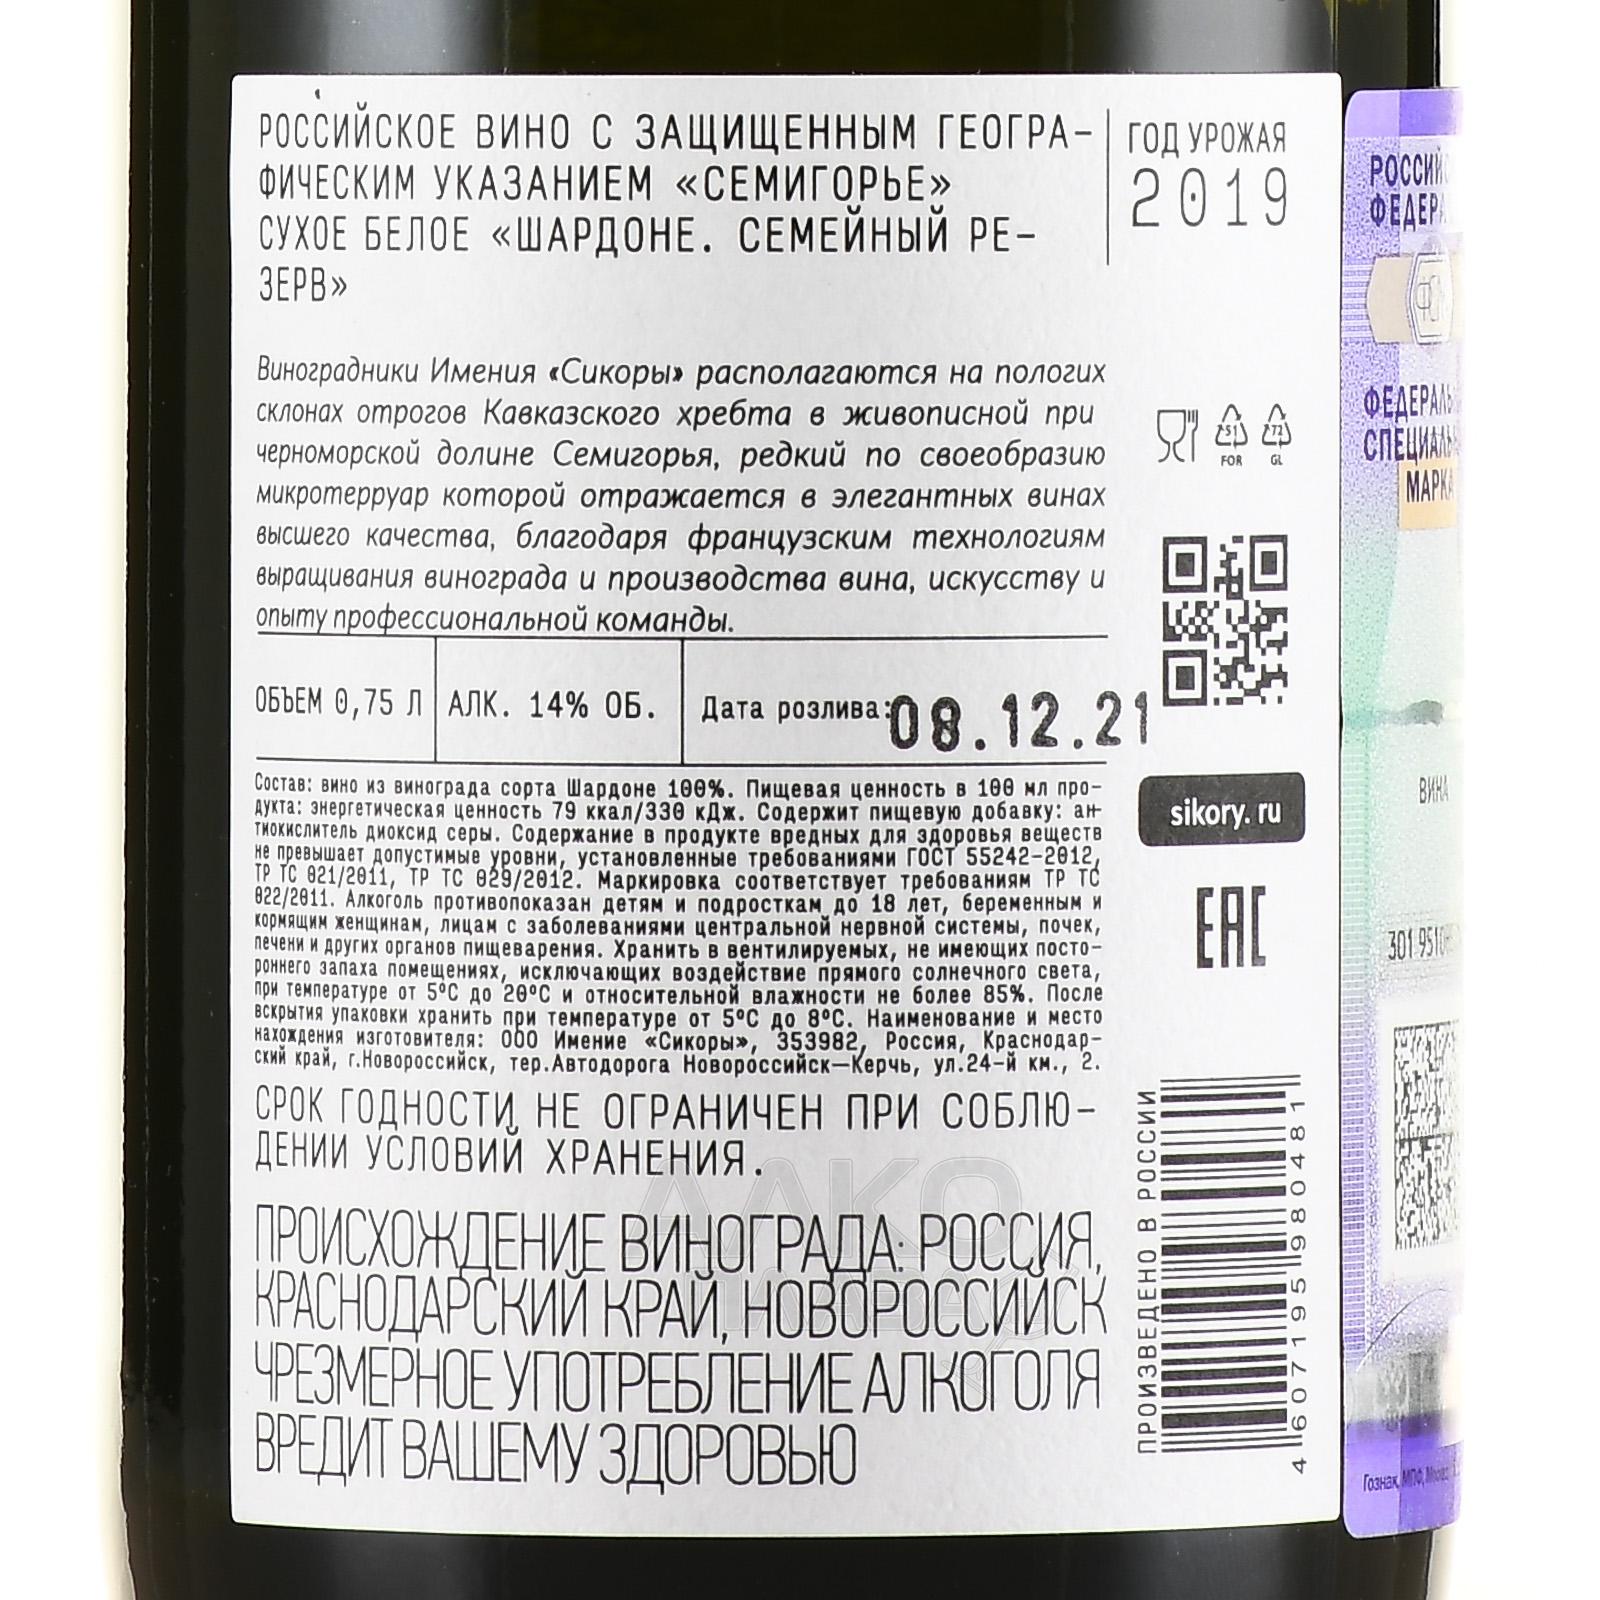 РОССИЙСКОЕ ВИНО С ЗАЩИЩЕННЫМ ГЕОГРА-
ФИЧЕСКИМ УКАЗАНИЕМ «СЕМИГОРЬЕ»
СУХОЕ БЕЛОЕ «ШАРДОНЕ. СЕМЕЙНЫЙ РЕ-
ЗЕРВ»
ГОД УРОЖАЯ
2019
Виноградники Имения «Сикоры» располагаются на пологих
склонах отрогов Кавказского хребта в живописной при
черноморской долине Семигорья, редкий по своеобразию
микротерруар которой отражается в элегантных винах
высшего качества, благодаря французским технологиям
выращивания винограда и производства вина, искусству и
опыту профессиональной команды.
51
FOR
72
GL
ОБЪЕМ 0,75 Л
АЛК. 14% ОБ.
Дата розлива: 08.12.21
Состав: вино из винограда сорта Шардоне 100%. Пищевая ценность в 100 мл про-
дукта: энергетическая ценность 79 ккал/330 кДж. Содержит пищевую добавку: ан-
тиокислитель диоксид серы. Содержание в продукте вредных для здоровья веществ
не превышает допустимые уровни, установленные требованиями ГОСТ 55242-2012,
ТР ТС 021/2011, ТР ТС 029/2012. Маркировка соответствует требованиям ТР ТС
022/2011. Алкоголь противопоказан детям и подросткам до 18 лет, беременным и
кормящим женщинам, лицам с заболеваниями центральной нервной системы, почек,
печени и других органов пищеварения. Хранить в вентилируемых, не имеющих посто-
роннего запаха помещениях, исключающих воздействие прямого солнечного света,
при температуре от 5°С до 20°С и относительной влажности не более 85%. После
вскрытия упаковки хранить при температуре от 5°С до 8°С. Наименование и место
нахождения изготовителя: ООО Имение «Сикоры», 353982, Россия, Краснодар-
ский край, г.Новороссийск, тер.Автодорога Новороссийск—Керчь, ул.24-й км., 2.
sikory.ru
ЕАС
СРОК ГОДНОСТИ НЕ ОГРАНИЧЕН ПРИ СОБЛЮ-
ДЕНИИ УСЛОВИЙ ХРАНЕНИЯ.
ПРОИСХОЖДЕНИЕ ВИНОГРАДА: РОССИЯ,
КРАСНОДАРСКИЙ КРАЙ, НОВОРОССИЙСК
ЧРЕЗМЕРНОЕ УПОТРЕБЛЕНИЕ АЛКОГОЛЯ
ВРЕДИТ ВАШЕМУ ЗДОРОВЬЮ
ПРОИЗВЕДЕНО В РОССИИ
4 607195 980481
АЛКО
МАРКА
ВИНА
301 951
Гознак, МПФ, Москва